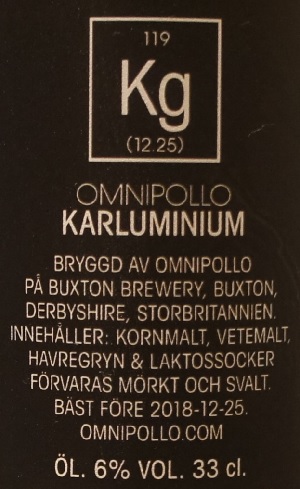 119
Kg
(12.25)
OMNIPOLLO
KARLUMINIUM
BRYGGD AV OMNIPOLLO
PÅ BUXTON BREWERY, BUXTON,
DERBYSHIRE, STORBRITANNIEN.
INNEHÅLLER: KORNMALT, VETEMALT,
HAVREGRYN & LAKTOSSOCKER
FÖRVARAS MÖRKT OCH SVALT.
BÄST FÖRE 2018-12-25.
OMNIPOLLO.COM
ÖL. 6% VOL. 33 cl.